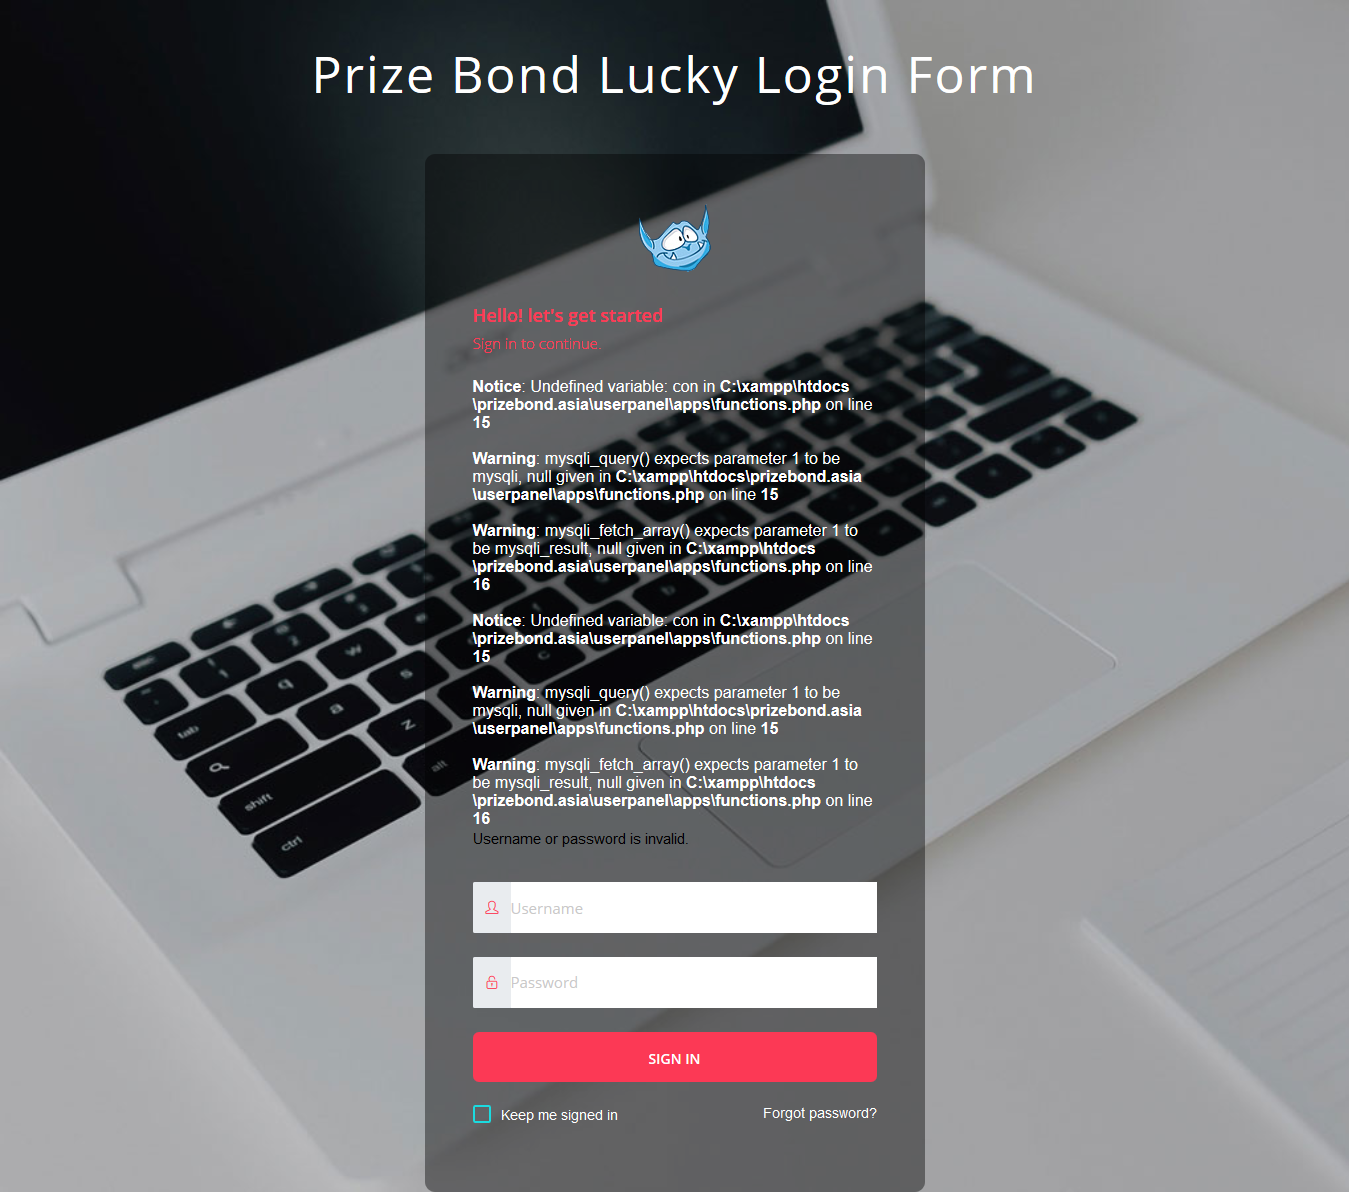 Prize Bond Lucky Login Form
Hello! let's get started
Sign in to continue.
Notice: Undefined variable: con in C:\xampp\htdocs
\prizebond.asia\userpanel\apps\functions.php on line
15
Warning: mysqli_query() expects parameter 1 to be
mysqli, null given in C:\xampp\htdocs\prizebond.asia
\userpanel\apps\functions.php on line 15
Warning: mysqli_fetch_array() expects parameter 1 to
be mysqli_result, null given in C:\xampp\htdocs
\prizebond.asia\userpanel\apps\functions.php on line
16
Notice: Undefined variable: con in C:\xampp\htdocs
\prizebond.asia\userpanel\apps\functions.php on line
15
Warning: mysqli_query() expects parameter 1 to be
mysqli, null given in C:\xampp\htdocs\prizebond.asia
\userpanel\apps\functions.php on line 15
Warning: mysqli_fetch_array() expects parameter 1 to
be mysqli_result, null given in C:\xampp\htdocs
\prizebond.asia\userpanel\apps\functions.php on line
16
Username or password is invalid.
Username
Password
SIGN IN
Keep me signed in
Forgot password?
esc
tab
shift
ctrl
alt
q
w
a
s
z
c
b